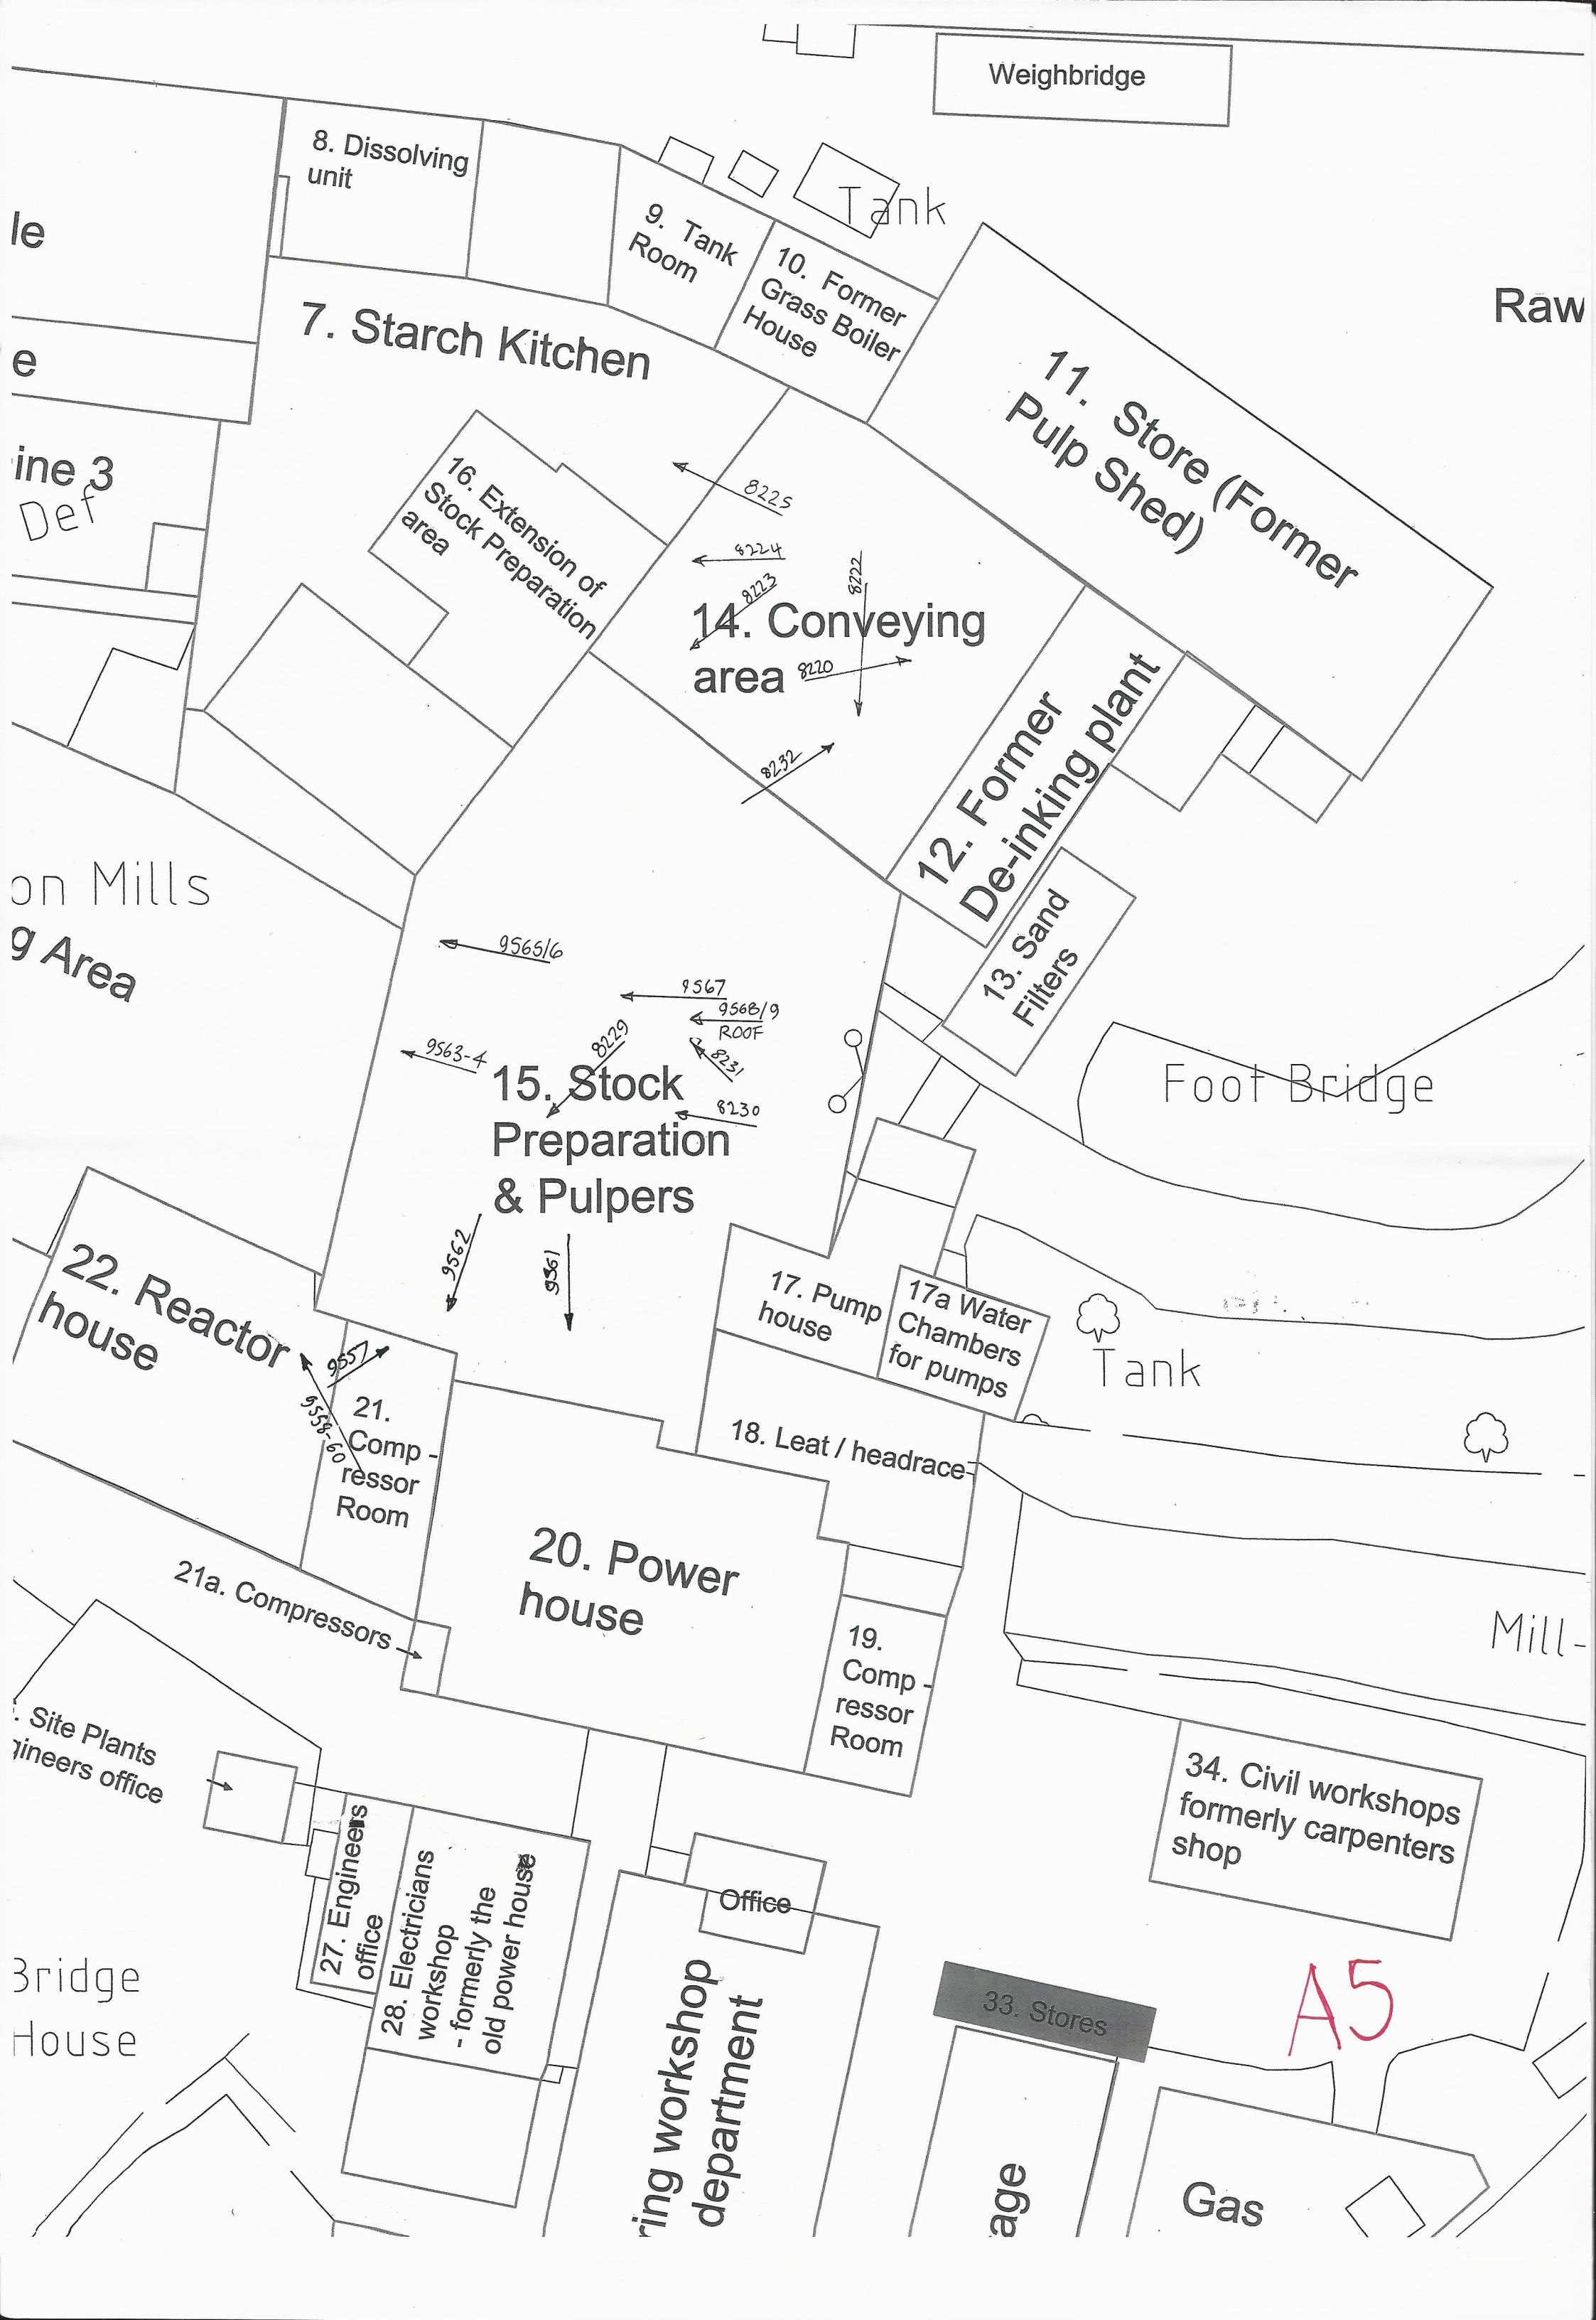 Weighbridge
8. Dissolving
unit
Tank
9. Tank
Room
10. Former
Grass Boiler
House
le
Raw
7. Starch Kitchen
e
11. Store (Former
Pulp Shed)
ine 3
Def
16. Extension of
Stock Preparation
area
8225
8224
8223
8222
14. Conveying
area
8220
8232
12. Former
De-inking plant
13. Sand
Filters
on Mills
g Area
9565/6
9567
9568/9
ROOF
8229
8231
9563-4
8230
15. Stock
Preparation
& Pulpers
Foot Bridge
9562
9561
22. Reactor
house
17. Pump
house
17a Water
Chambers
for pumps
Tank
9557
9558-60
21.
Comp -
ressor
Room
18. Leat / headrace
20. Power
house
21a. Compressors
19.
Comp -
ressor
Room
Mill-
. Site Plants
gineers office
34. Civil workshops
formerly carpenters
shop
27. Engineers
office
28. Electricians
workshop
- formerly the
old power house
Office
Bridge
House
ring workshop
department
33. Stores
A5
age
Gas